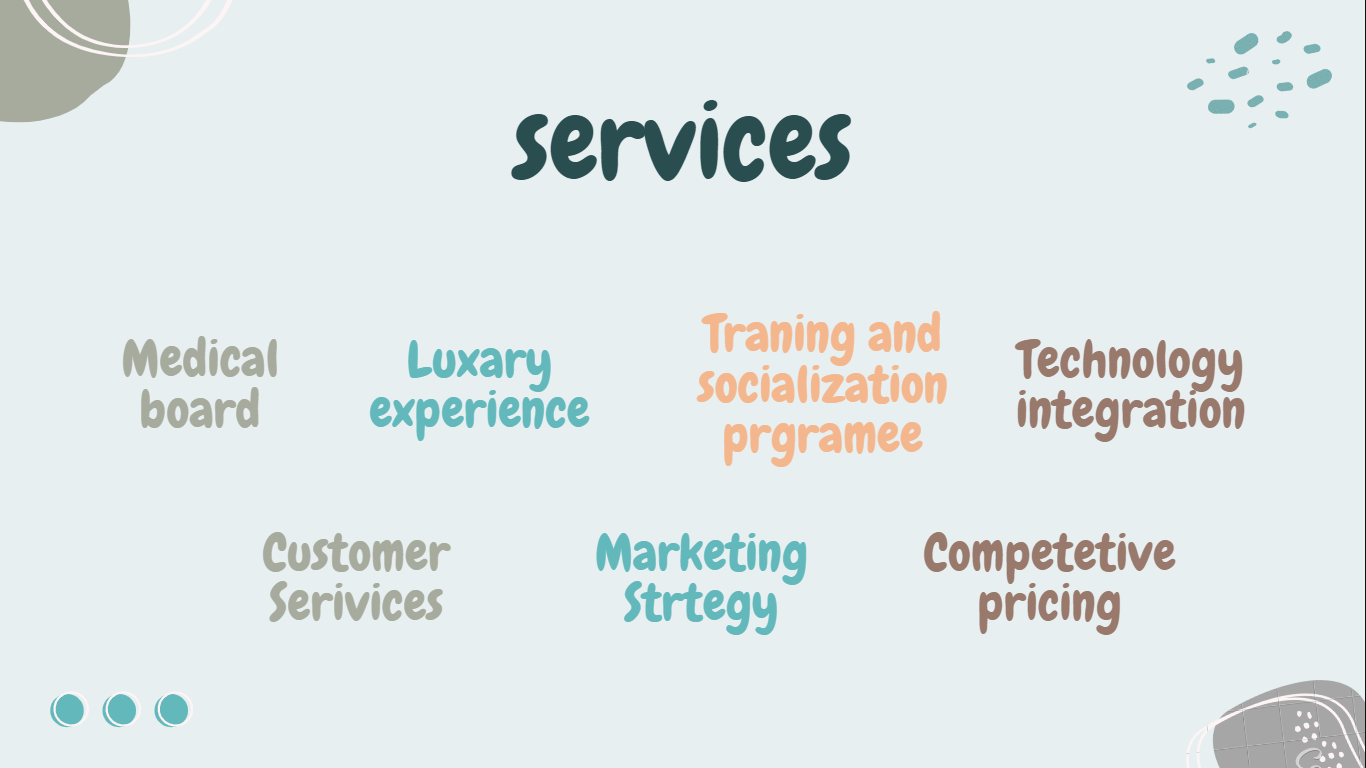 services
Medical
board
Luxary
experience
Traning and
socialization
prgramee
Technology
integration
Customer
Serivices
Marketing
Strtegy
Competetive
pricing